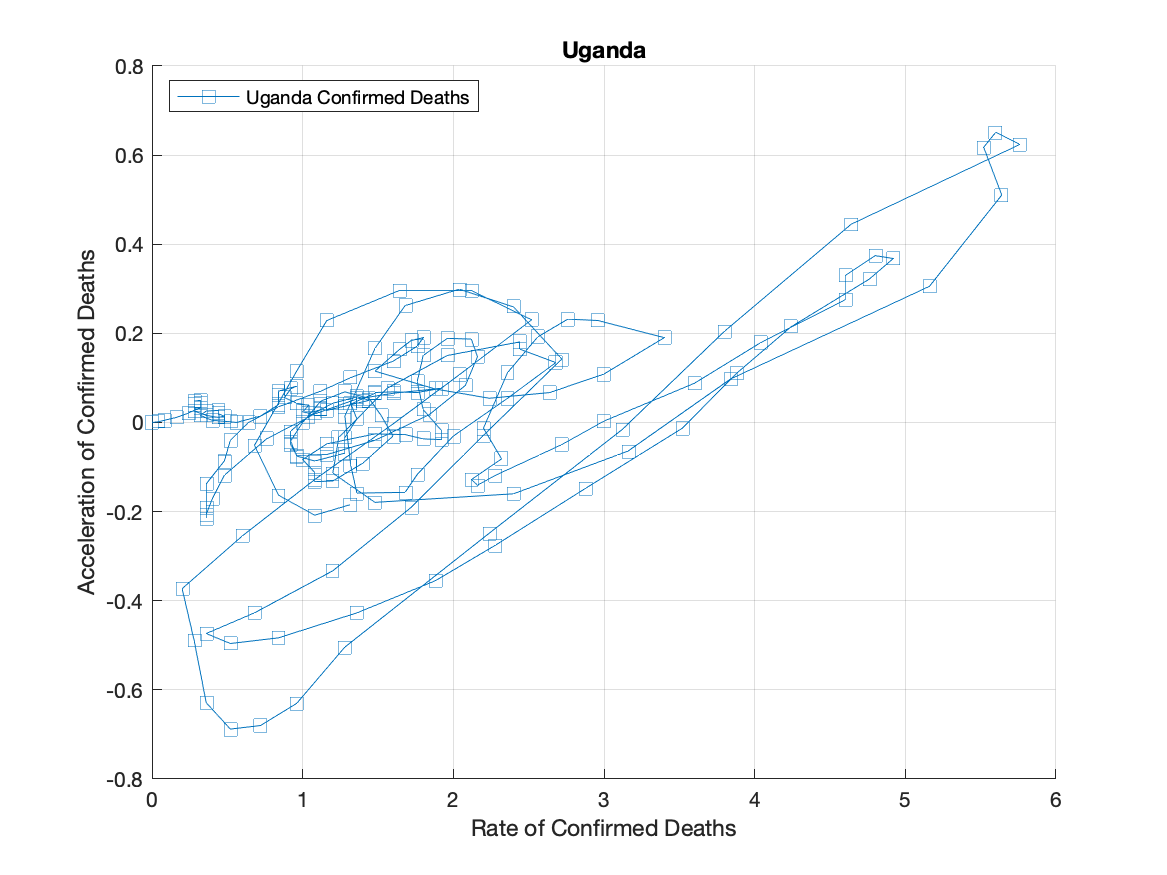 Uganda
Uganda Confirmed Deaths
0.8
0.6
0.4
0.2
0
-0.2
-0.4
-0.6
-0.8
Acceleration of Confirmed Deaths
0 1 2 3 4 5 6
Rate of Confirmed Deaths